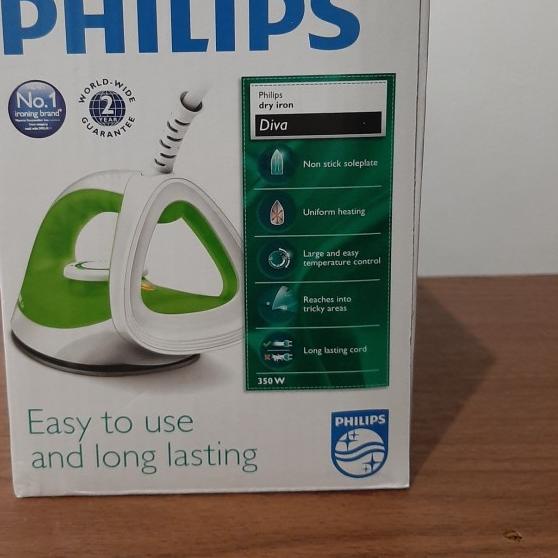 PHILIPS
No.1
ironing brand*
WORLD-WIDE
2
YEAR
GUARANTEE
Philips
dry iron
Diva
Non stick soleplate
Uniform heating
Large and easy
temperature control
Reaches into
tricky areas
Long lasting cord
350 W
Easy to use
and long lasting
PHILIPS